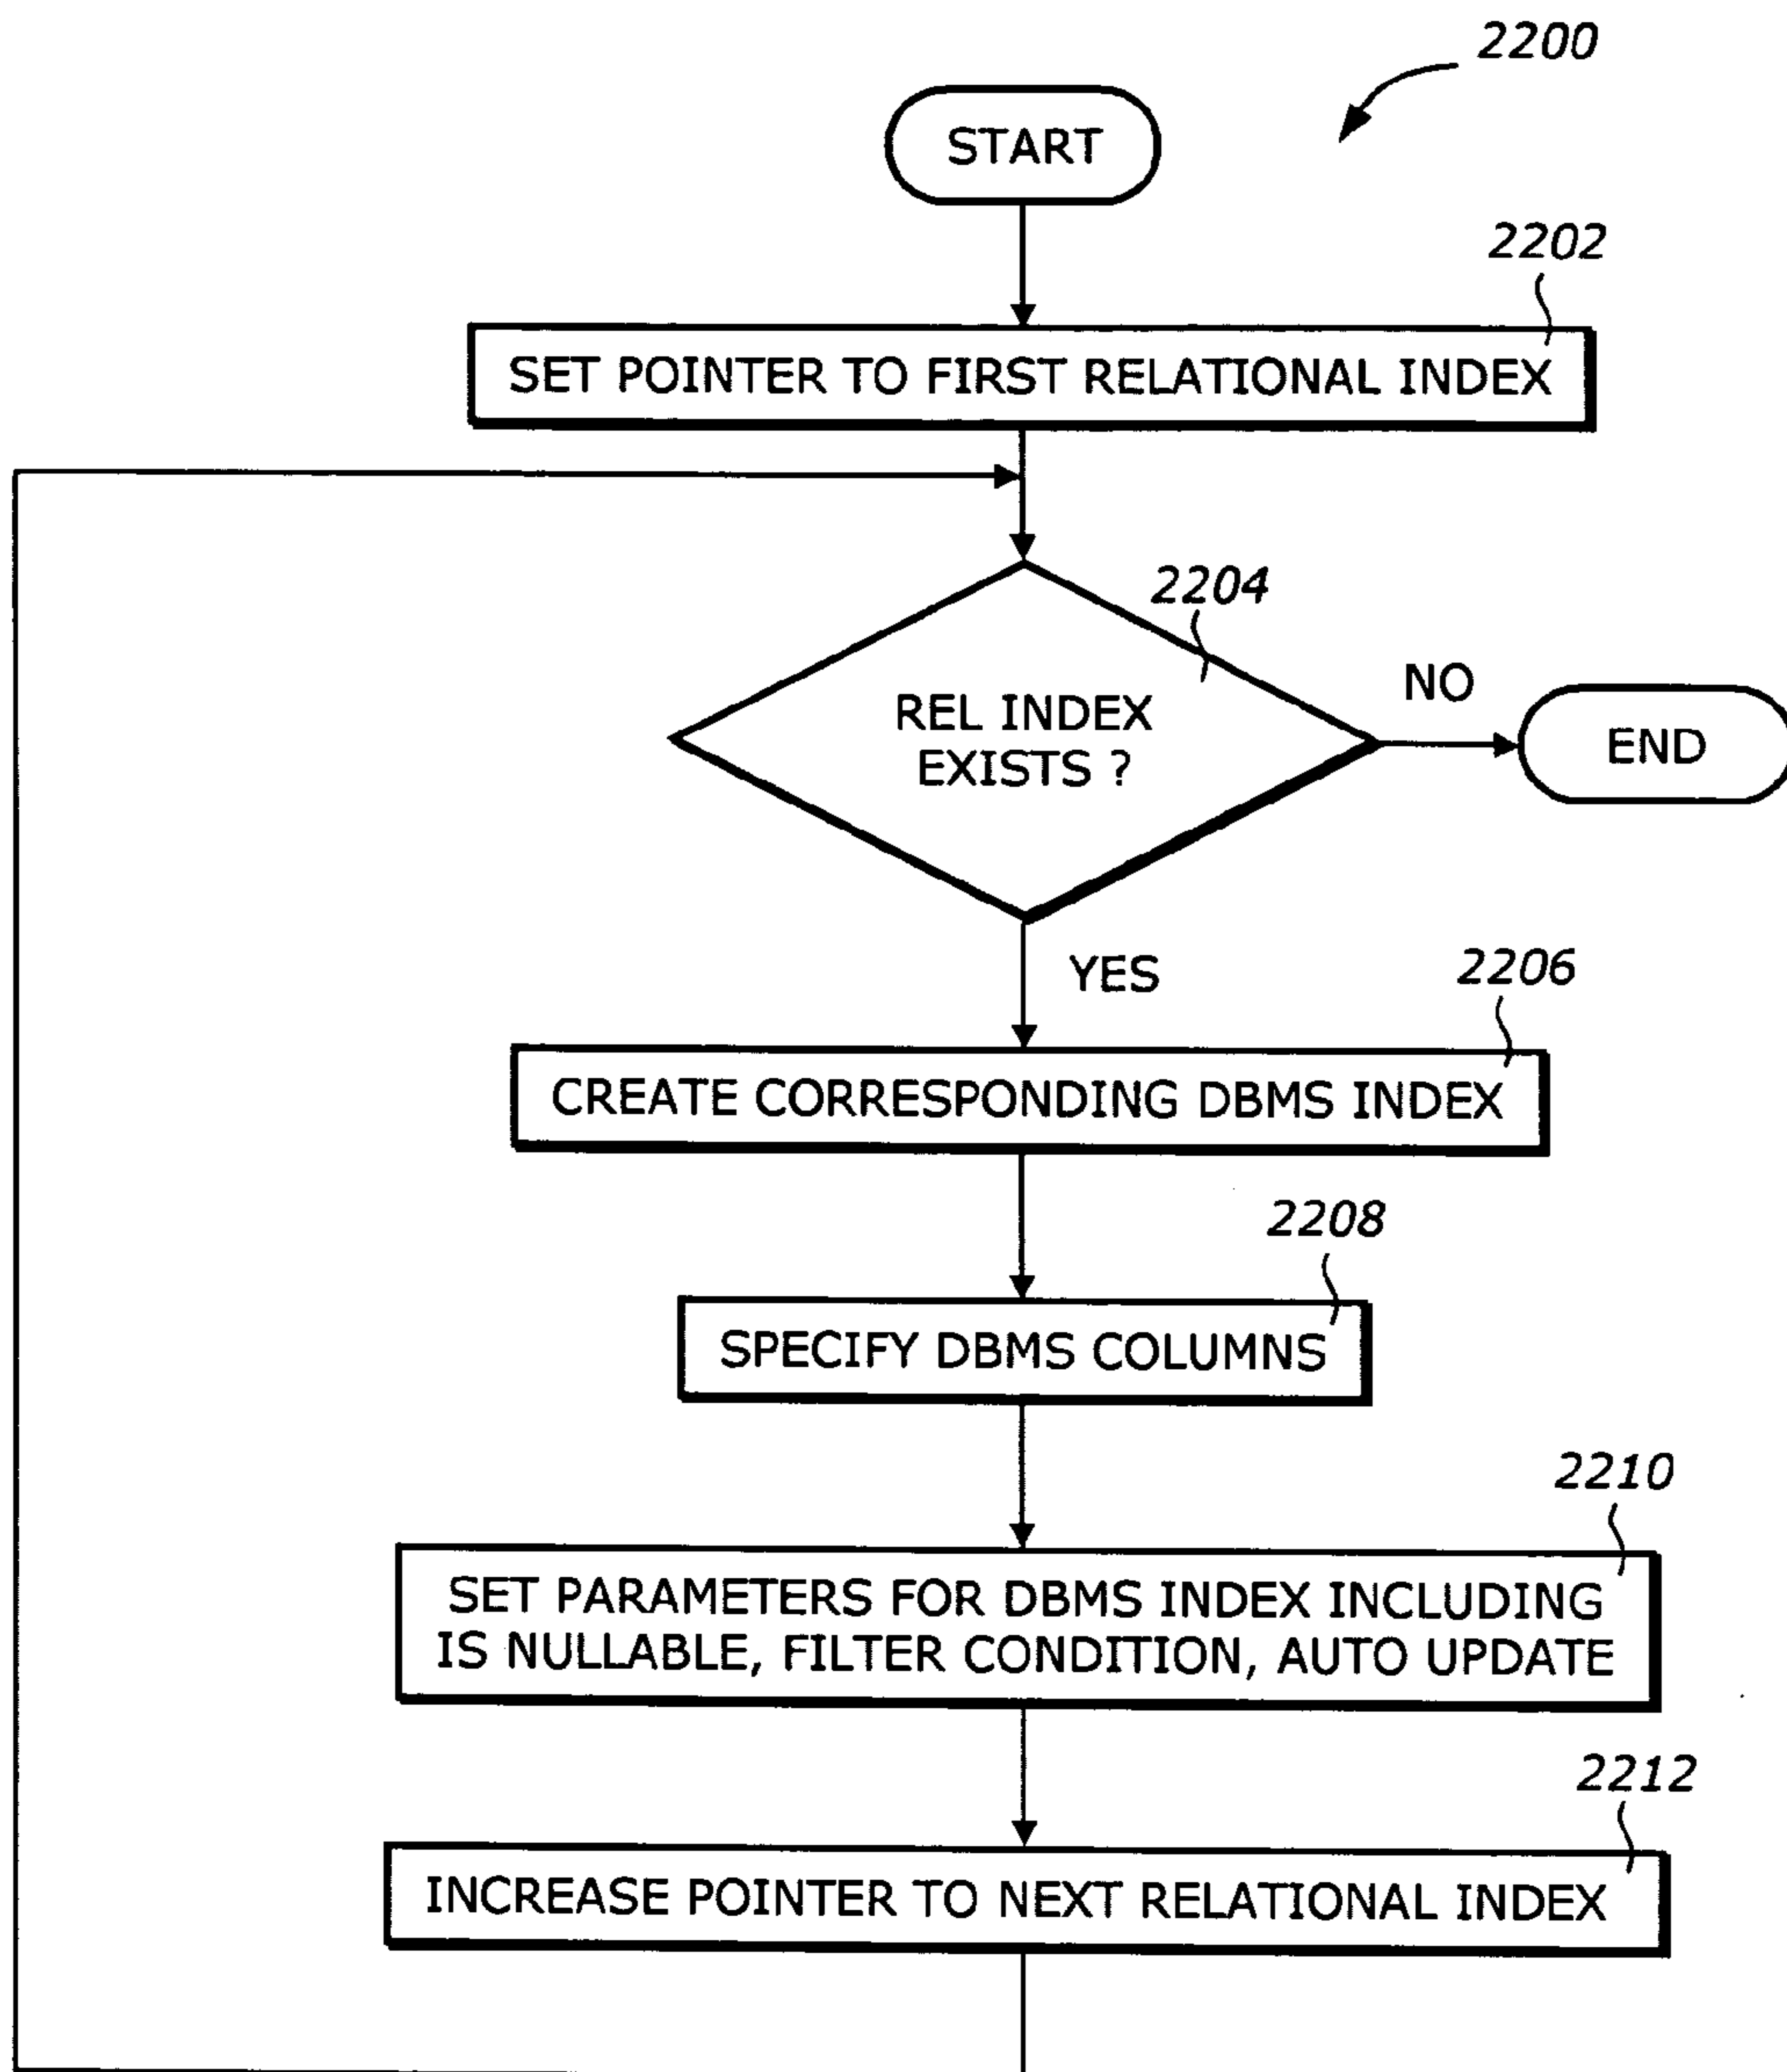 2200
START
2202
SET POINTER TO FIRST RELATIONAL INDEX
2204
REL INDEX
EXISTS ?
NO
END
YES
2206
CREATE CORRESPONDING DBMS INDEX
2208
SPECIFY DBMS COLUMNS
2210
SET PARAMETERS FOR DBMS INDEX INCLUDING
IS NULLABLE, FILTER CONDITION, AUTO UPDATE
2212
INCREASE POINTER TO NEXT RELATIONAL INDEX